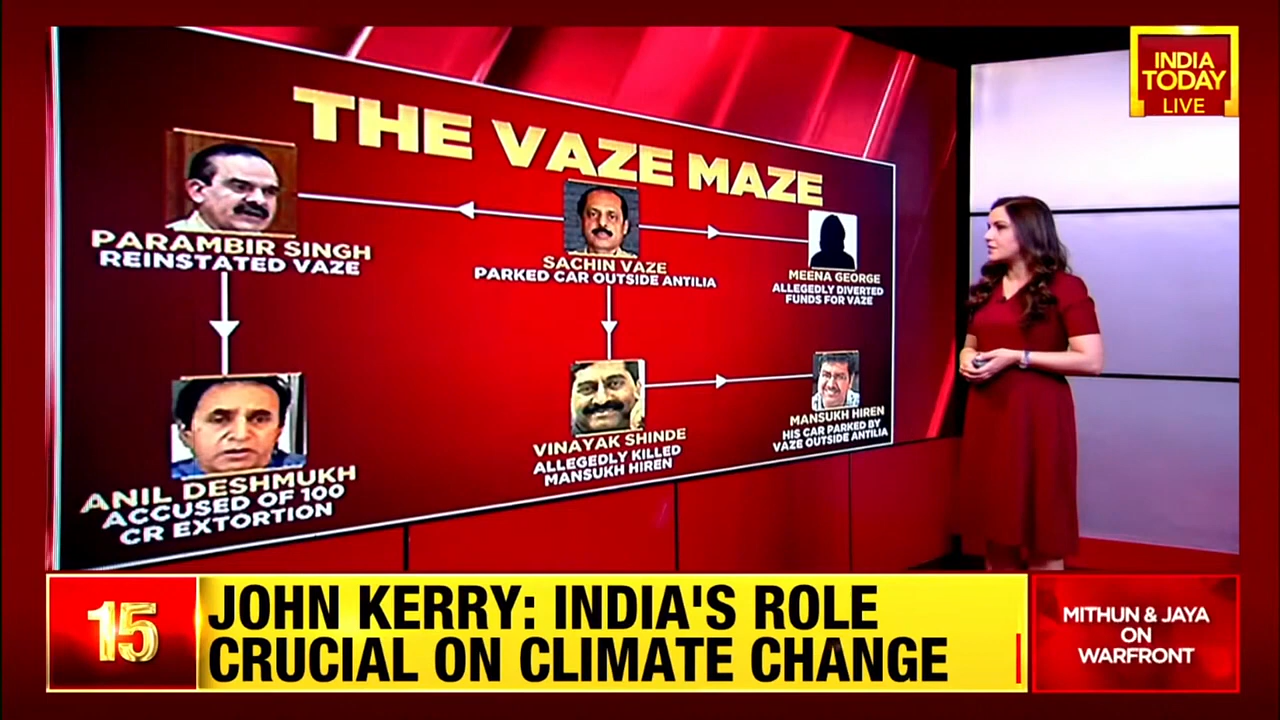 INDIA
TODAY
LIVE
THE VAZE MAZE
PARAMBIR SINGH
REINSTATED VAZE
SACHIN VAZE
PARKED CAR OUTSIDE ANTILIA
MEENA GEORGE
ALLEGEDLY DIVERTED
FUNDS FOR VAZE
ANIL DESHMUKH
ACCUSED OF 100
CR EXTORTION
VINAYAK SHINDE
ALLEGEDLY KILLED
MANSUKH HIREN
MANSUKH HIREN
HIS CAR PARKED BY
VAZE OUTSIDE ANTILIA
15
JOHN KERRY: INDIA'S ROLE
CRUCIAL ON CLIMATE CHANGE
MITHUN & JAYA
ON
WARFRONT